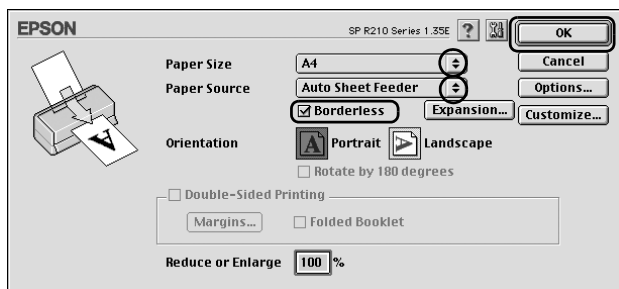 EPSON SP R210 Series 1.35E ? OK
Paper Size A4 Cancel
Paper Source Auto Sheet Feeder Options...
Borderless Expansion... Customize...
Orientation A Portrait A Landscape
Rotate by 180 degrees
Double-Sided Printing
Margins... Folded Booklet
Reduce or Enlarge 100 %
A